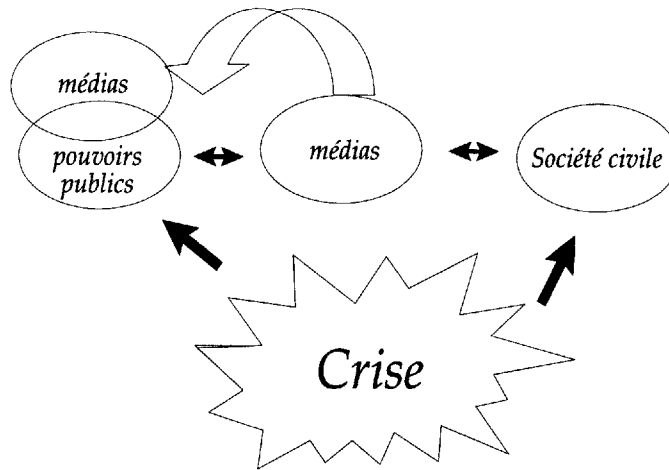 médias
pouvoirs
publics
médias
Société civile
Crise